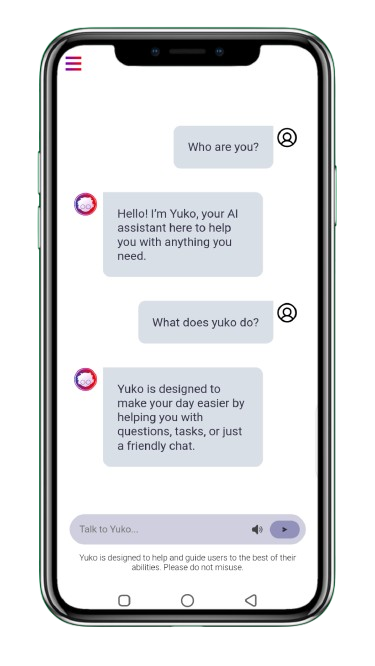 Who are you?
Hello! I'm Yuko, your AI
assistant here to help
you with anything you
need.
What does yuko do?
Yuko is designed to
make your day easier by
helping you with
questions, tasks, or just
a friendly chat.
Talk to Yuko...
Yuko is designed to help and guide users to the best of their
abilities. Please do not misuse.